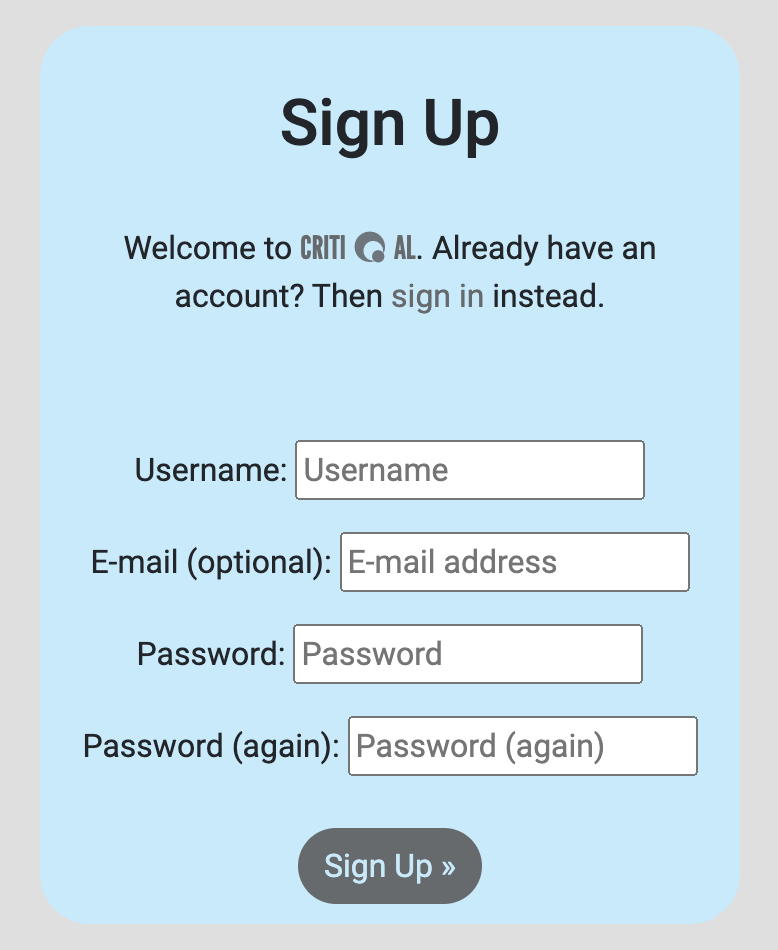 Sign Up
Welcome to CRITI AL. Already have an
account? Then sign in instead.
Username: Username
E-mail (optional): E-mail address
Password: Password
Password (again): Password (again)
Sign Up »